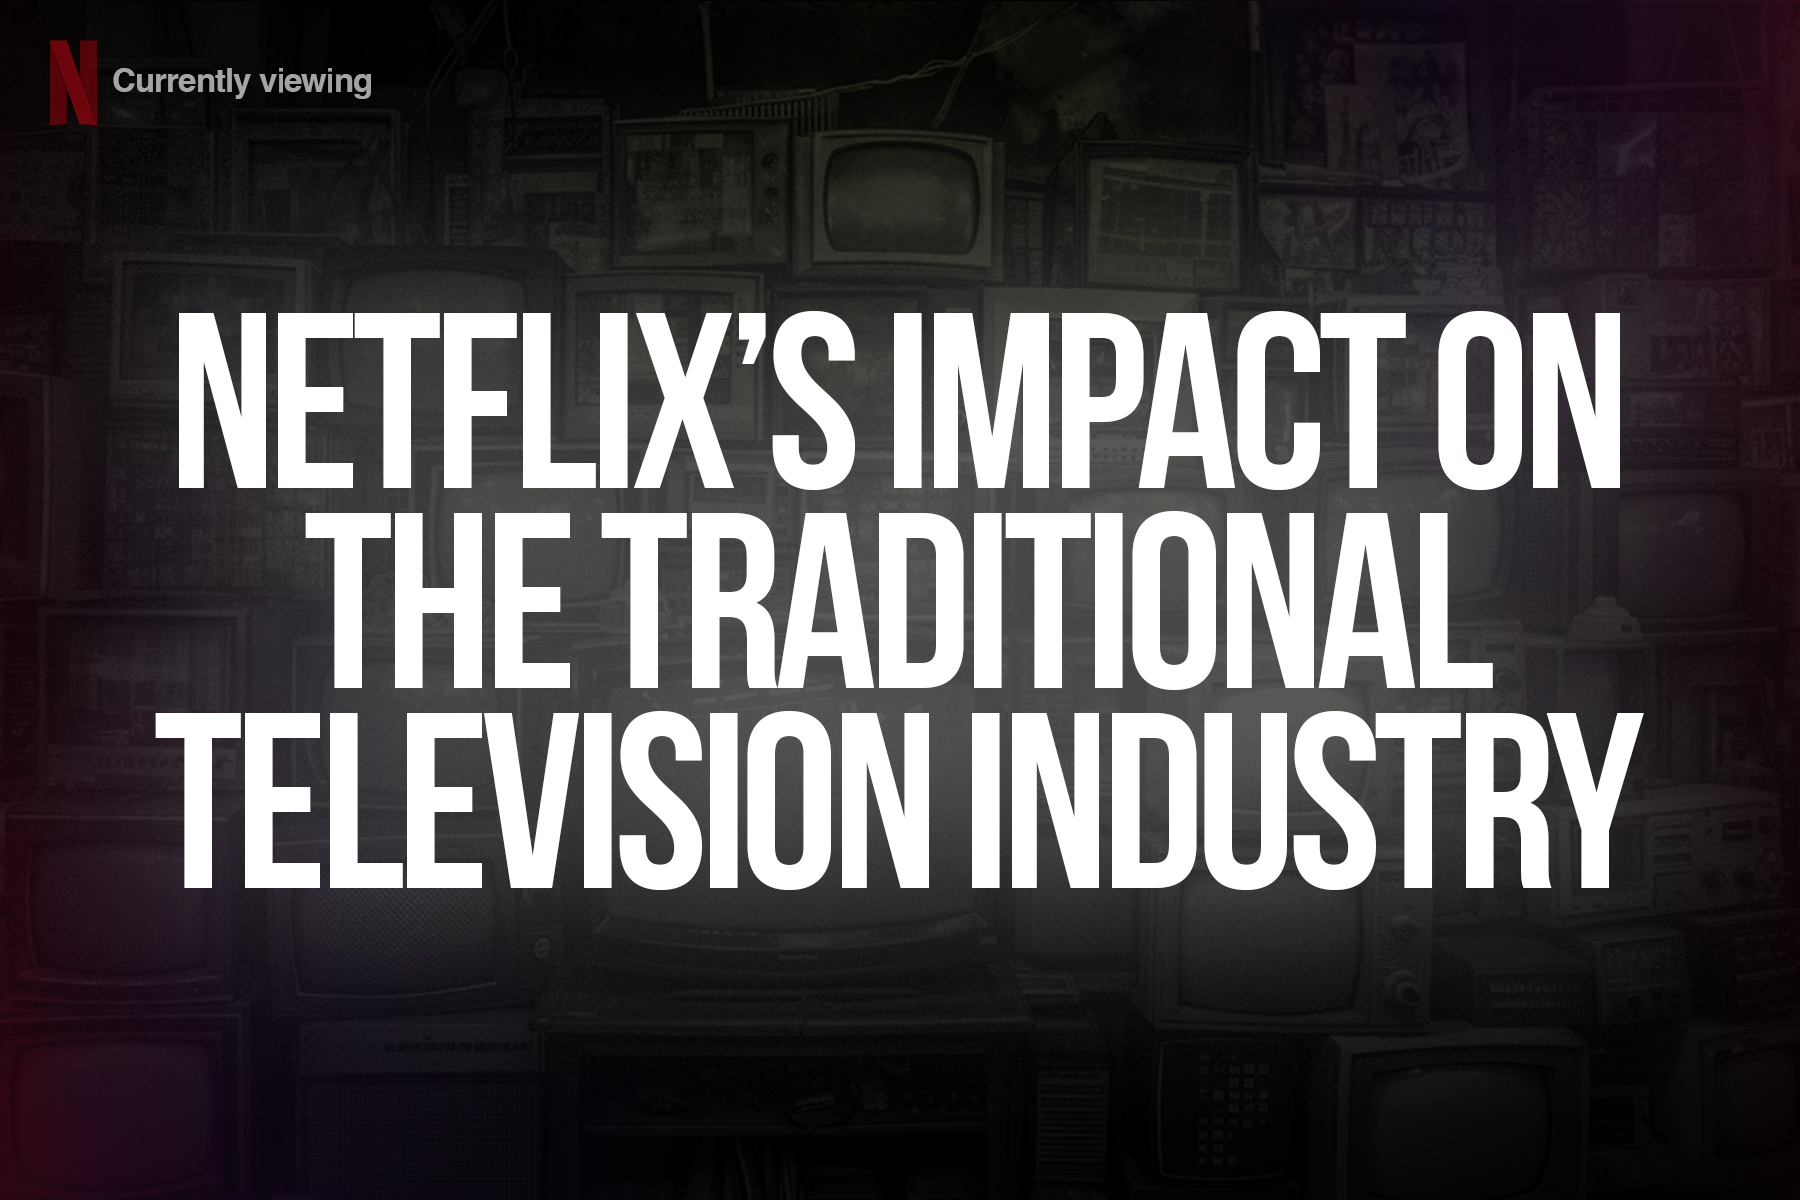 N Currently viewing
NETFLIX’S IMPACT ON
THE TRADITIONAL
TELEVISION INDUSTRY